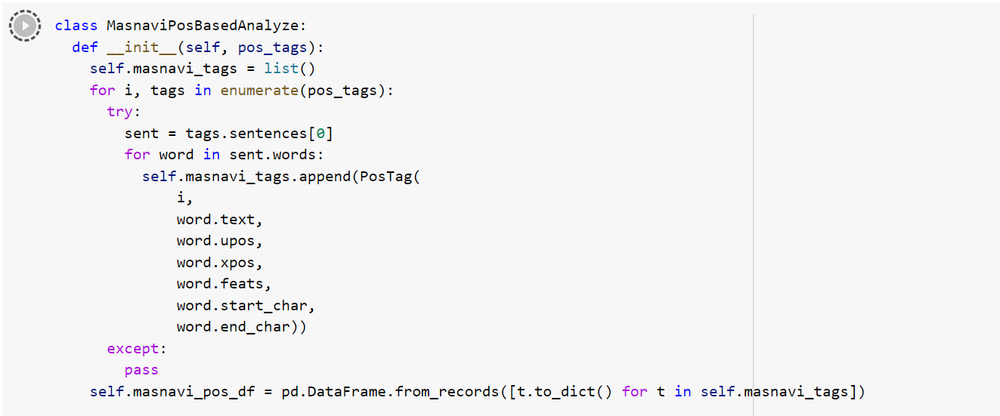 class MasnaviPosBasedAnalyze:
  def __init__(self, pos_tags):
    self.masnavi_tags = list()
    for i, tags in enumerate(pos_tags):
      try:
        sent = tags.sentences[0]
        for word in sent.words:
          self.masnavi_tags.append(PosTag(
              i,
              word.text,
              word.upos,
              word.xpos,
              word.feats,
              word.start_char,
              word.end_char))
      except:
        pass
    self.masnavi_pos_df = pd.DataFrame.from_records([t.to_dict() for t in self.masnavi_tags])